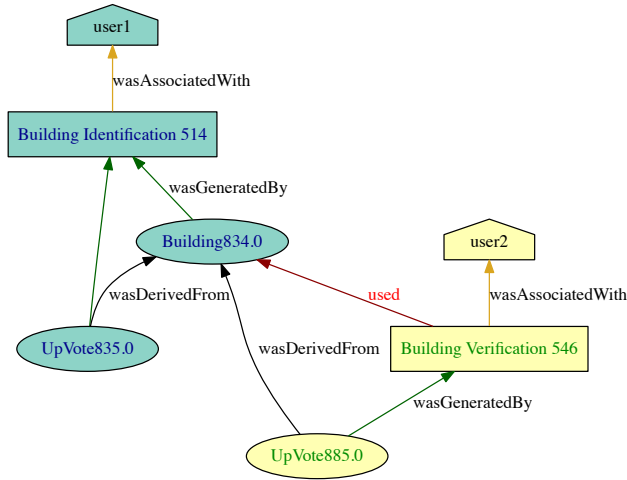 user1
wasAssociatedWith
Building Identification 514
wasGeneratedBy
Building834.0
user2
wasDerivedFrom
used
wasAssociatedWith
UpVote835.0
wasDerivedFrom
Building Verification 546
wasGeneratedBy
UpVote885.0